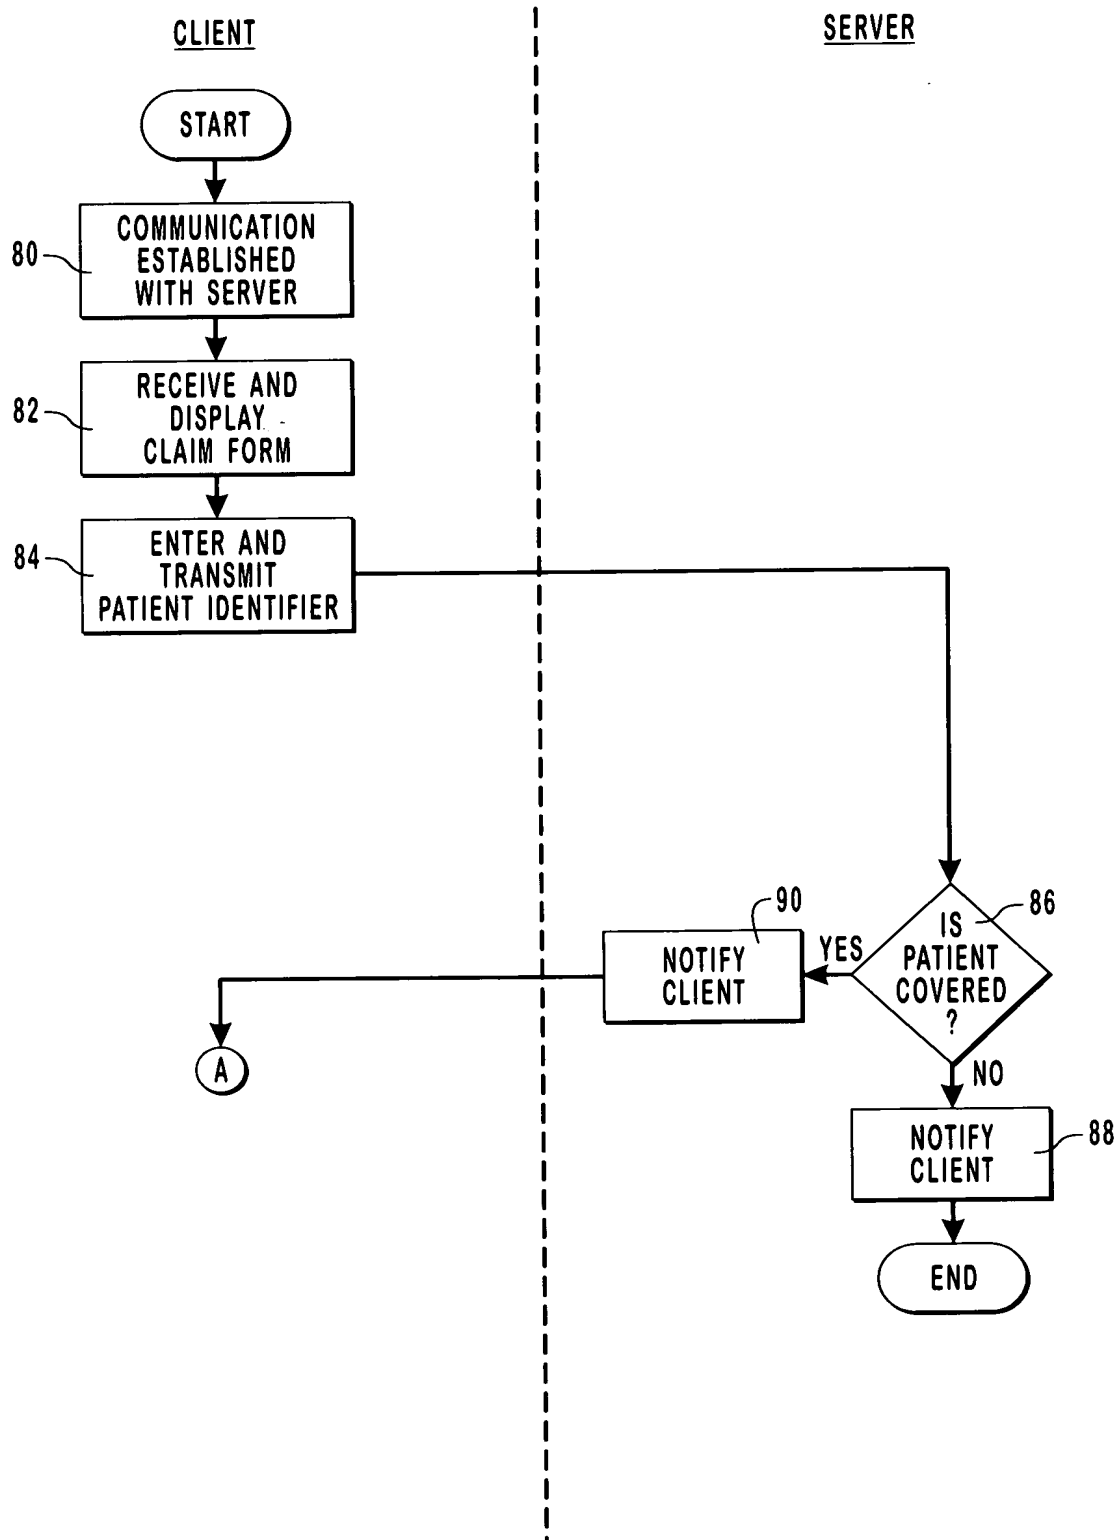 CLIENT
SERVER
START
COMMUNICATION
ESTABLISHED
WITH SERVER
80
RECEIVE AND
DISPLAY
CLAIM FORM
82
ENTER AND
TRANSMIT
PATIENT IDENTIFIER
84
IS
PATIENT
COVERED
?
86
YES
NOTIFY
CLIENT
90
A
NO
NOTIFY
CLIENT
88
END